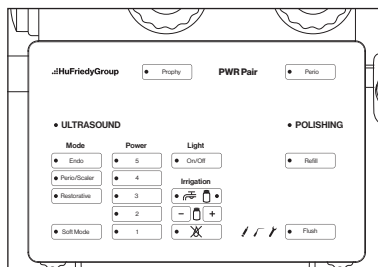 .:HuFriedyGroup
Prophy
PWR Pair
Perio
ULTRASOUND
POLISHING
Mode
Power
Light
Endo
5
On/Off
Refill
Perio/Scaler
4
Irrigation
Restorative
3
2
− +
Soft Mode
1
Flush